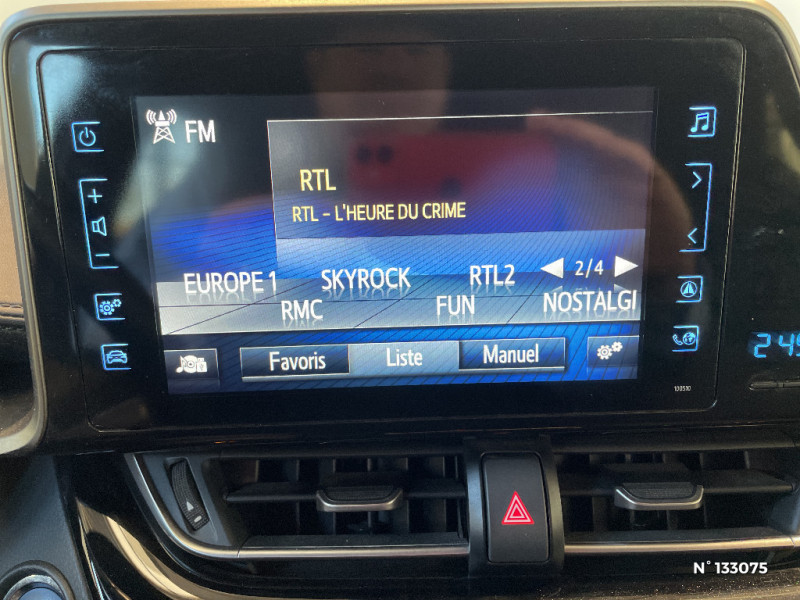 FM
RTL
RTL - L'HEURE DU CRIME
EUROPE 1 SKYROCK RTL2 2/4
RMC FUN NOSTALGI
Favoris Liste Manuel
100510
N°133075